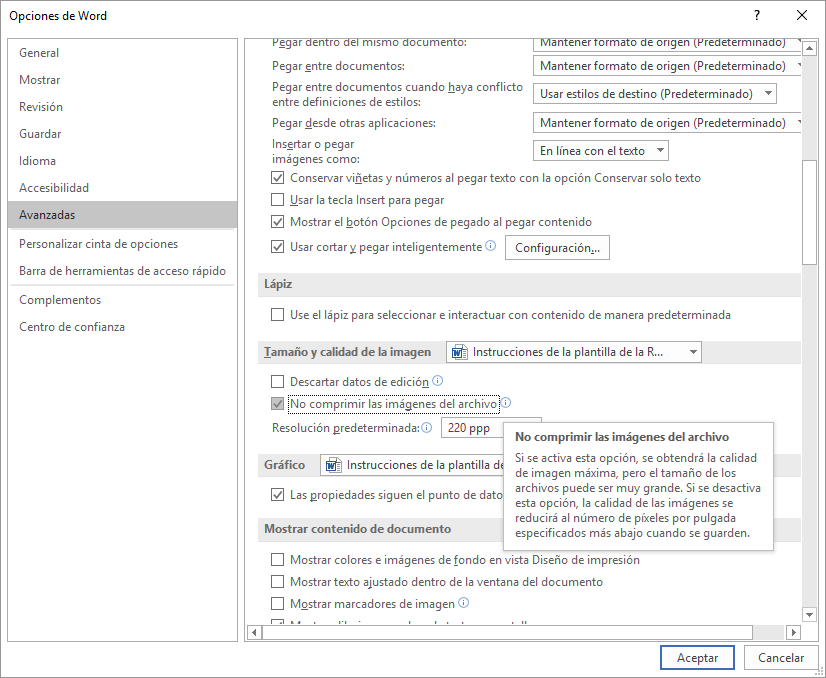 Opciones de Word
?
General
Mostrar
Revisión
Guardar
Idioma
Accesibilidad
Avanzadas
Personalizar cinta de opciones
Barra de herramientas de acceso rápido
Complementos
Centro de confianza
Pegar dentro del mismo documento: Mantener formato de origen (Predeterminado)
Pegar entre documentos: Mantener formato de origen (Predeterminado)
Pegar entre documentos cuando haya conflicto
entre definiciones de estilos: Usar estilos de destino (Predeterminado)
Pegar desde otras aplicaciones: Mantener formato de origen (Predeterminado)
Insertar o pegar
imágenes como: En línea con el texto
Conservar viñetas y números al pegar texto con la opción Conservar solo texto
Usar la tecla Insert para pegar
Mostrar el botón Opciones de pegado al pegar contenido
Usar cortar y pegar inteligentemente Configuración...
Lápiz
Use el lápiz para seleccionar e interactuar con contenido de manera predeterminada
Tamaño y calidad de la imagen Instrucciones de la plantilla de la R...
Descartar datos de edición
No comprimir las imágenes del archivo
Resolución predeterminada: 220 ppp
No comprimir las imágenes del archivo
Si se activa esta opción, se obtendrá la calidad
de imagen máxima, pero el tamaño de los
archivos puede ser muy grande. Si se desactiva
esta opción, la calidad de las imágenes se
reducirá al número de píxeles por pulgada
especificados más abajo cuando se guarden.
Gráfico Instrucciones de la plantilla de
Las propiedades siguen el punto de dato
Mostrar contenido de documento
Mostrar colores e imágenes de fondo en vista Diseño de impresión
Mostrar texto ajustado dentro de la ventana del documento
Mostrar marcadores de imagen
Aceptar
Cancelar